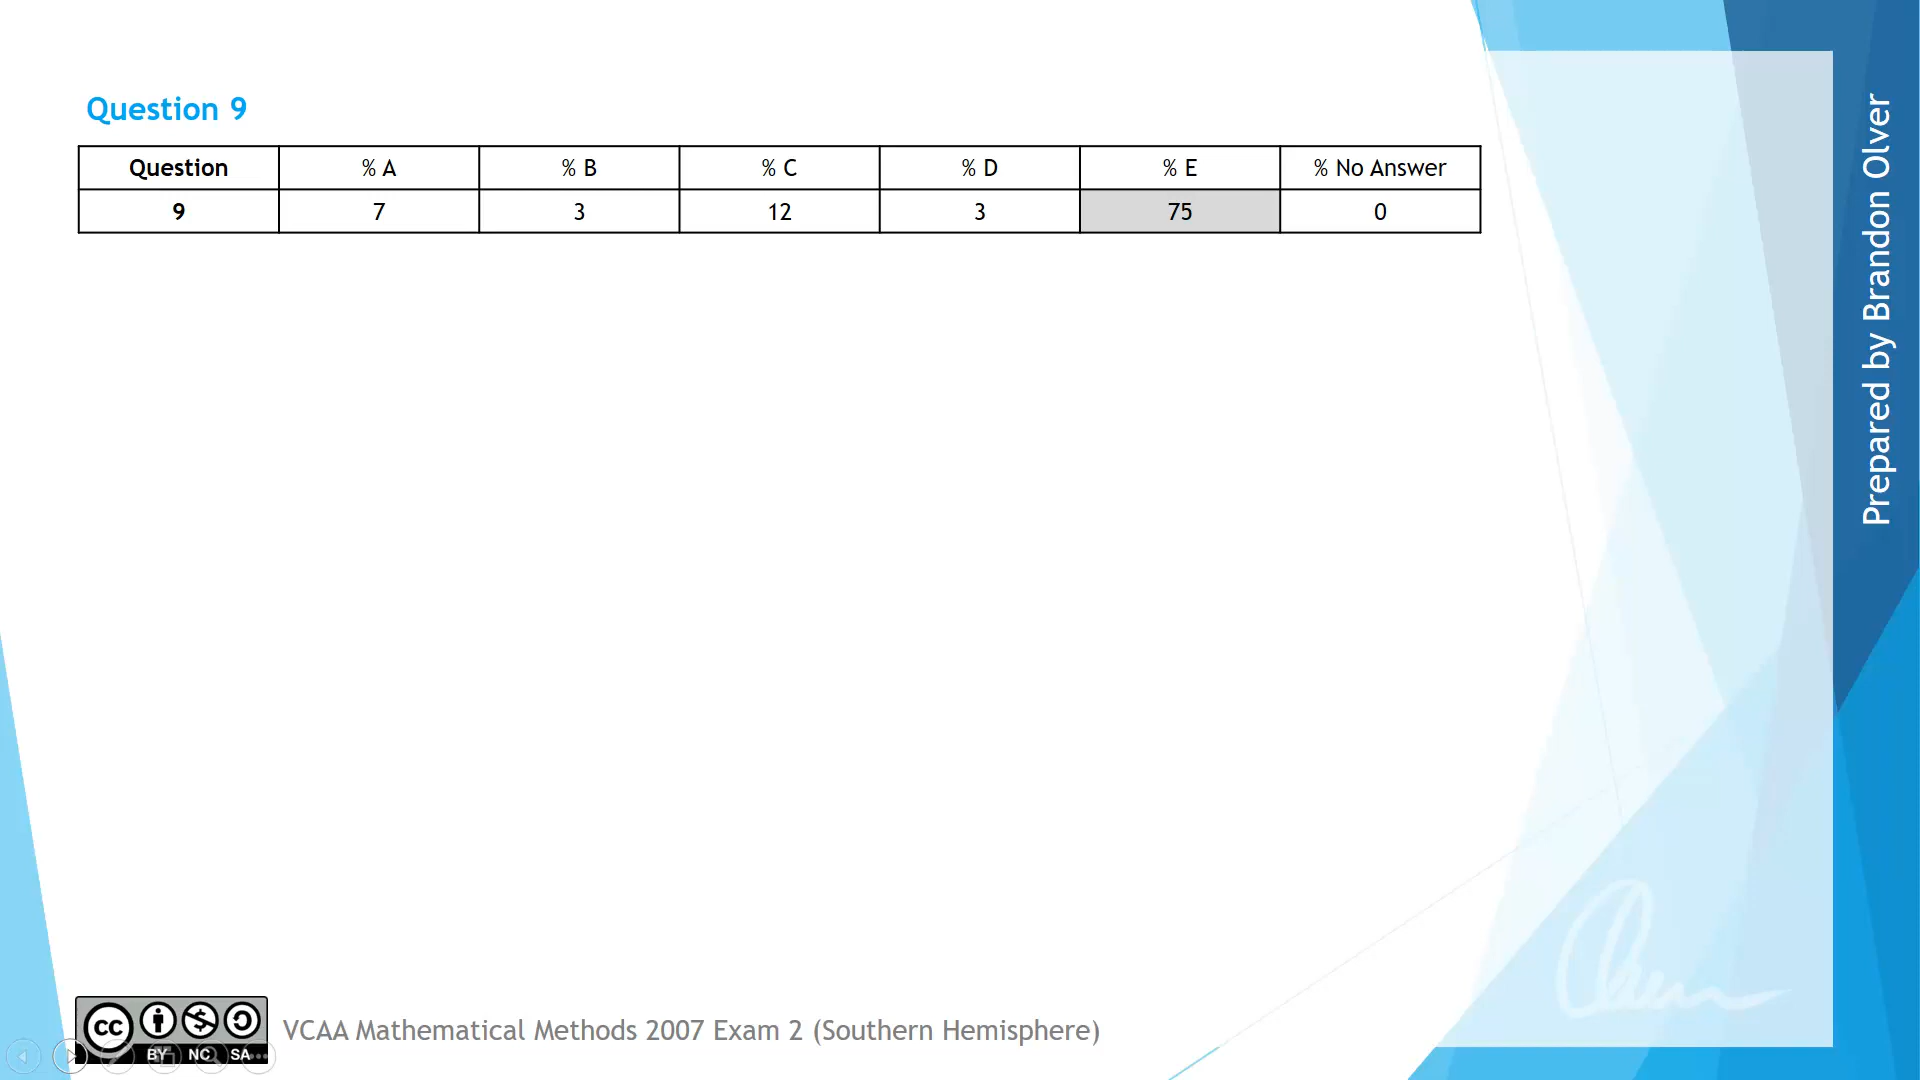 Question 9
Question % A % B % C % D % E % No Answer
9 7 3 12 3 75 0
Prepared by Brandon Olver
cc BY NC SA
VCAA Mathematical Methods 2007 Exam 2 (Southern Hemisphere)